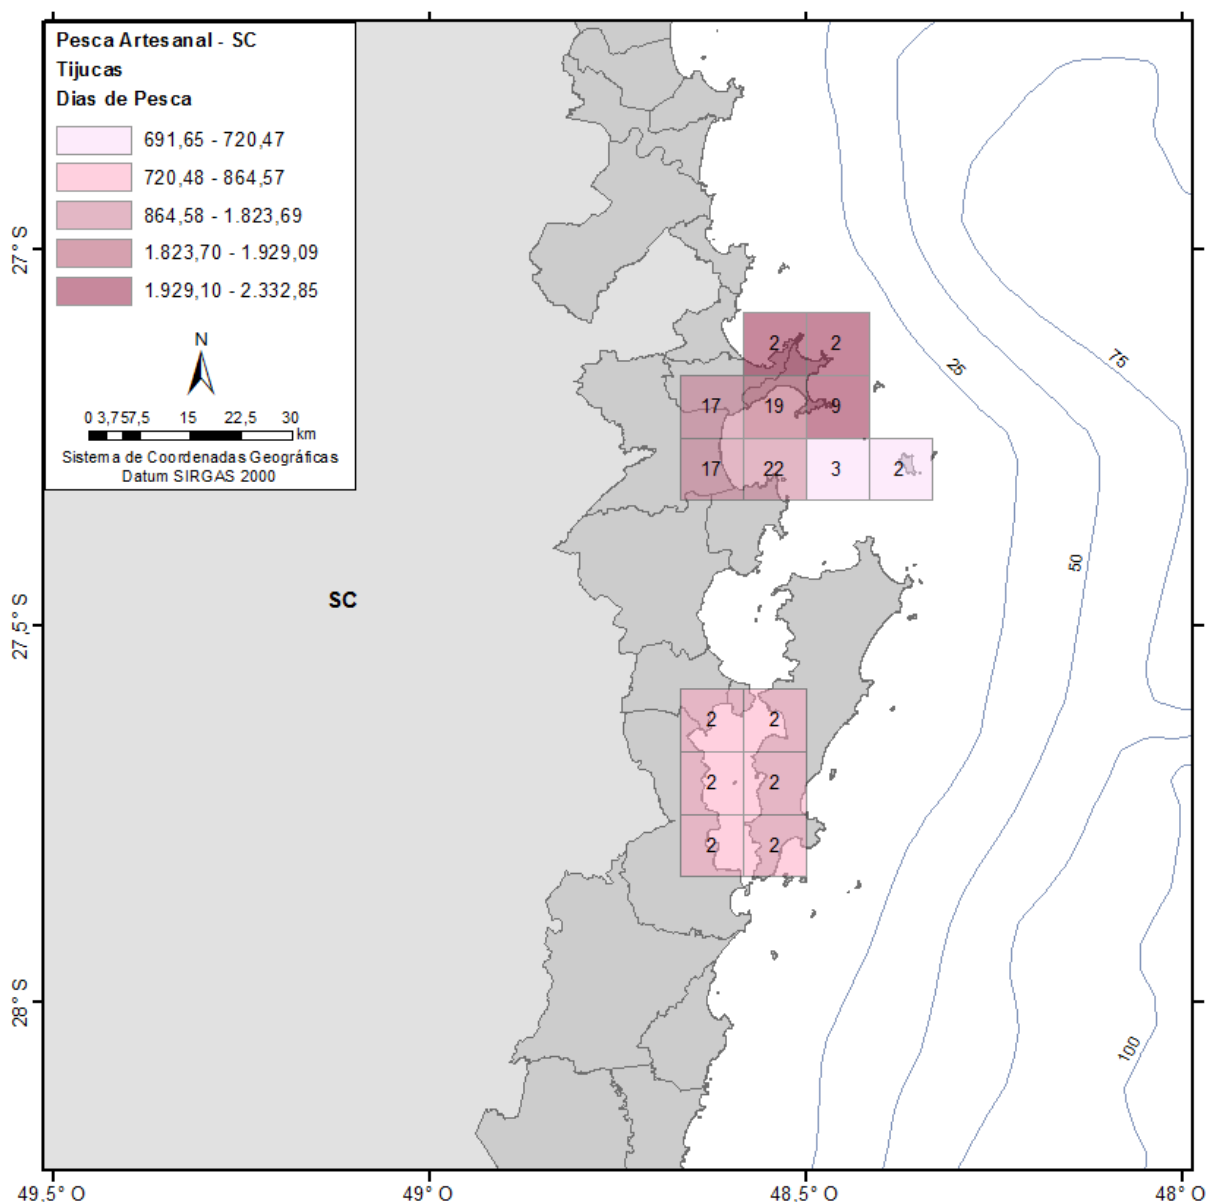 Pesca Artesanal - SC
Tijucas
Dias de Pesca
691,65 - 720,47
720,48 - 864,57
864,58 - 1.823,69
1.823,70 - 1.929,09
1.929,10 - 2.332,85
N
0 3,757,5 15 22,5 30
km
Sistema de Coordenadas Geográficas
Datum SIRGAS 2000
27° S
2 2
75
25
17 19 9
17 22 3 2
50
SC
27,5° S
2 2
2 2
2 2
28° S
100
49,5° O 49° O 48,5° O 48° O